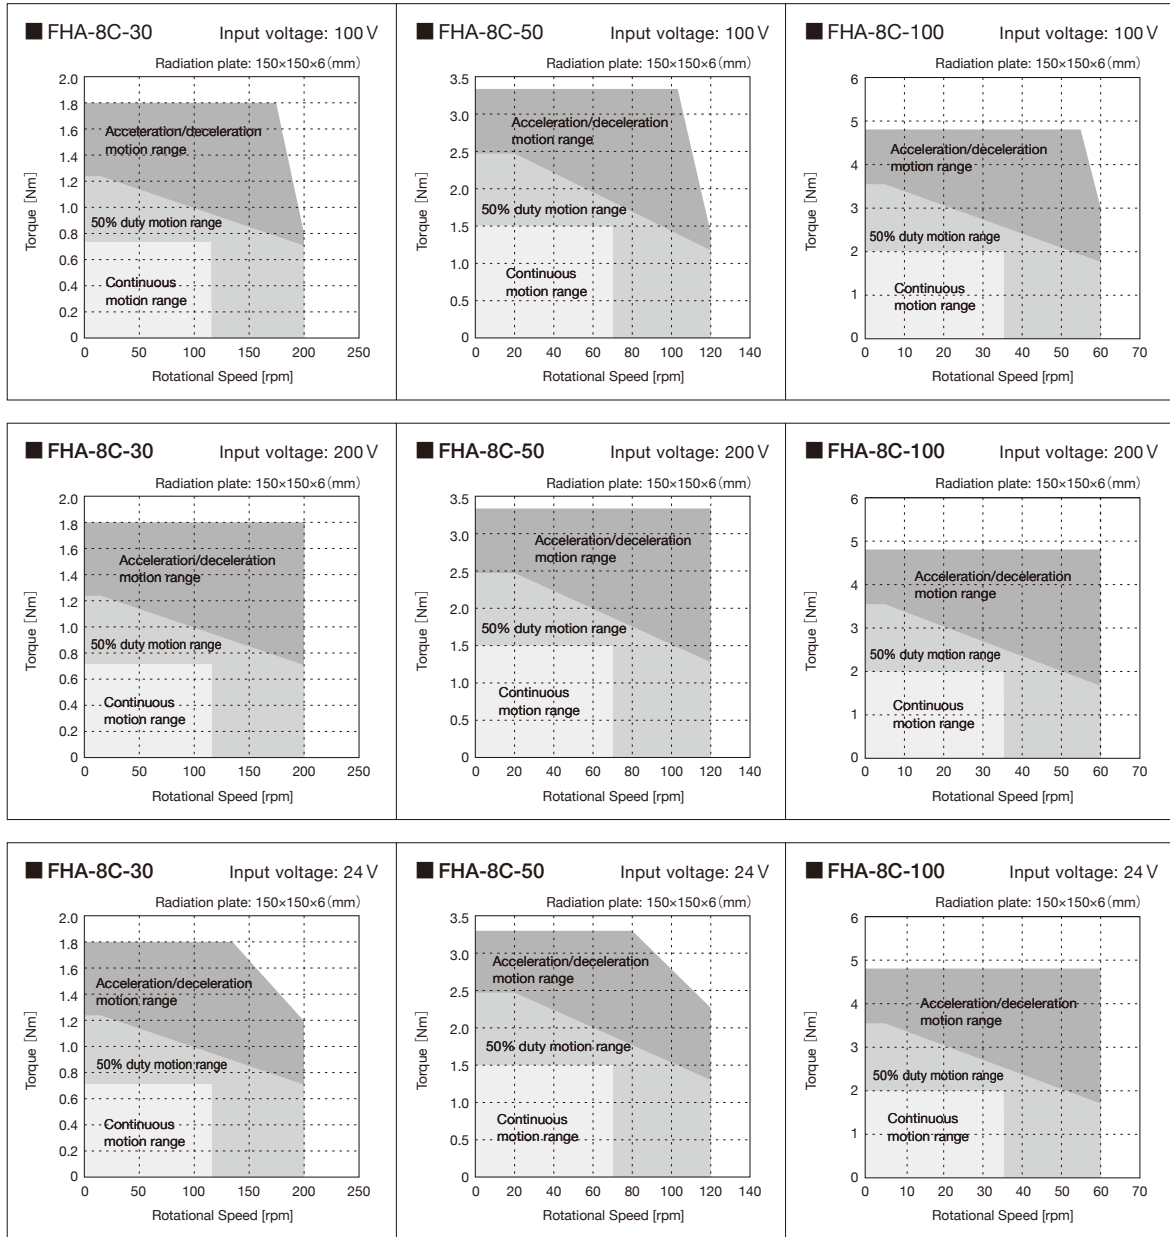 FHA-8C-30 Input voltage: 100 V
Radiation plate: 150×150×6(mm)
2.0
1.8
1.6
1.4
1.2
1.0
0.8
0.6
0.4
0.2
0
Torque [Nm]
Acceleration/deceleration
motion range
50% duty motion range
Continuous
motion range
0 50 100 150 200 250
Rotational Speed [rpm]
FHA-8C-50 Input voltage: 100 V
Radiation plate: 150×150×6(mm)
3.5
3.0
2.5
2.0
1.5
1.0
0.5
0
Torque [Nm]
Acceleration/deceleration
motion range
50% duty motion range
Continuous
motion range
0 20 40 60 80 100 120 140
Rotational Speed [rpm]
FHA-8C-100 Input voltage: 100 V
Radiation plate: 150×150×6(mm)
6
5
4
3
2
1
0
Torque [Nm]
Acceleration/deceleration
motion range
50% duty motion range
Continuous
motion range
0 10 20 30 40 50 60 70
Rotational Speed [rpm]
FHA-8C-30 Input voltage: 200 V
Radiation plate: 150×150×6(mm)
2.0
1.8
1.6
1.4
1.2
1.0
0.8
0.6
0.4
0.2
0
Torque [Nm]
Acceleration/deceleration
motion range
50% duty motion range
Continuous
motion range
0 50 100 150 200 250
Rotational Speed [rpm]
FHA-8C-50 Input voltage: 200 V
Radiation plate: 150×150×6(mm)
3.5
3.0
2.5
2.0
1.5
1.0
0.5
0
Torque [Nm]
Acceleration/deceleration
motion range
50% duty motion range
Continuous
motion range
0 20 40 60 80 100 120 140
Rotational Speed [rpm]
FHA-8C-100 Input voltage: 200 V
Radiation plate: 150×150×6(mm)
6
5
4
3
2
1
0
Torque [Nm]
Acceleration/deceleration
motion range
50% duty motion range
Continuous
motion range
0 10 20 30 40 50 60 70
Rotational Speed [rpm]
FHA-8C-30 Input voltage: 24 V
Radiation plate: 150×150×6(mm)
2.0
1.8
1.6
1.4
1.2
1.0
0.8
0.6
0.4
0.2
0
Torque [Nm]
Acceleration/deceleration
motion range
50% duty motion range
Continuous
motion range
0 50 100 150 200 250
Rotational Speed [rpm]
FHA-8C-50 Input voltage: 24 V
Radiation plate: 150×150×6(mm)
3.5
3.0
2.5
2.0
1.5
1.0
0.5
0
Torque [Nm]
Acceleration/deceleration
motion range
50% duty motion range
Continuous
motion range
0 20 40 60 80 100 120 140
Rotational Speed [rpm]
FHA-8C-100 Input voltage: 24 V
Radiation plate: 150×150×6(mm)
6
5
4
3
2
1
0
Torque [Nm]
Acceleration/deceleration
motion range
50% duty motion range
Continuous
motion range
0 10 20 30 40 50 60 70
Rotational Speed [rpm]